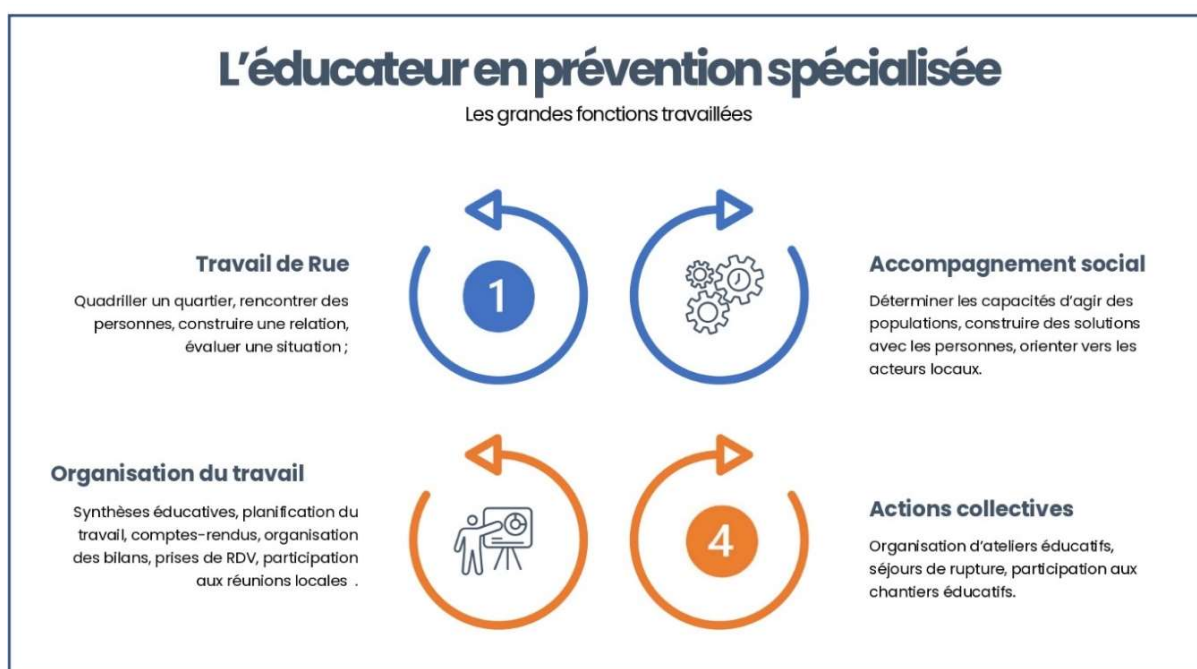 L'éducateur en prévention spécialisée
Les grandes fonctions travaillées
1
Travail de Rue
Quadriller un quartier, rencontrer des
personnes, construire une relation,
évaluer une situation ;
Accompagnement social
Déterminer les capacités d'agir des
populations, construire des solutions
avec les personnes, orienter vers les
acteurs locaux.
Organisation du travail
Synthèses éducatives, planification du
travail, comptes-rendus, organisation
des bilans, prises de RDV, participation
aux réunions locales .
4
Actions collectives
Organisation d'ateliers éducatifs,
séjours de rupture, participation aux
chantiers éducatifs.